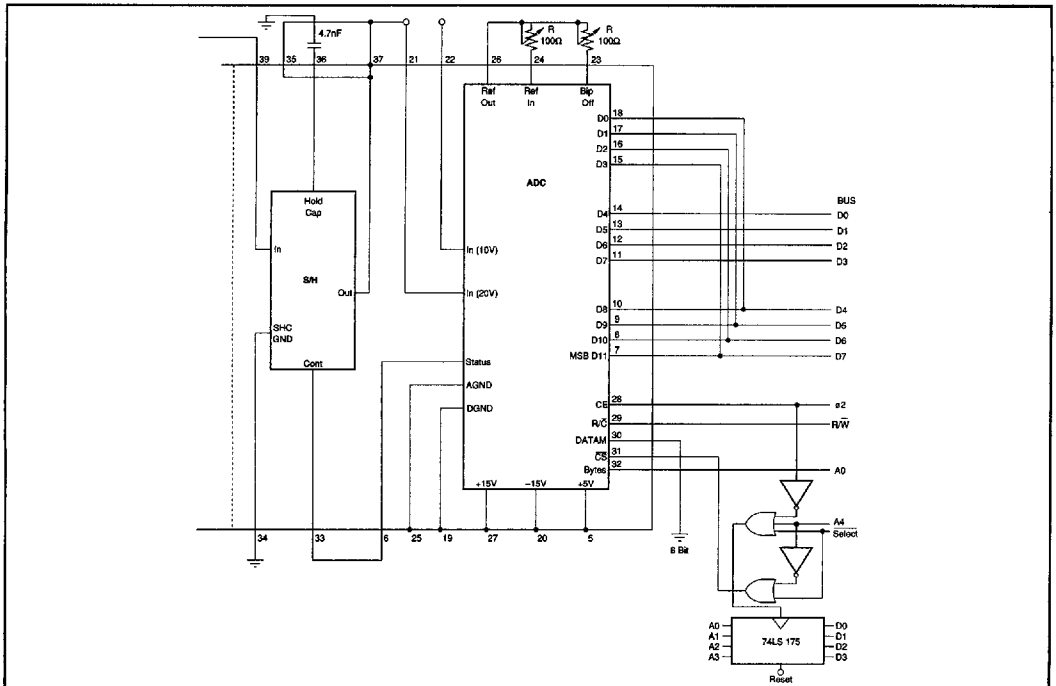 4.7nF
R
100Ω
R
100Ω
39 35 36 37 21 22 26 24 23
Ref Out
Ref In
Bip Off
ADC
D0 18
D1 17
D2 16
D3 15
BUS
D4 14 D0
D5 13 D1
D6 12 D2
D7 11 D3
D8 10 D4
D9 9 D5
D10 6 D6
MSB D11 7 D7
Hold Cap
In
S/H
Out
SHC GND
Cont
In (10V)
In (20V)
Status
AGND
DGND
CE 28 ø2
R/C̅ 29 R/W̅
DATAM 30
C̅S̅ 31
Bytes 32 A0
+15V -15V +5V
34 33 6 25 19 27 20 5
8 Bit
A4
S̅e̅l̅e̅c̅t̅
A0 D0
A1 D1
74LS 175
A2 D2
A3 D3
Reset